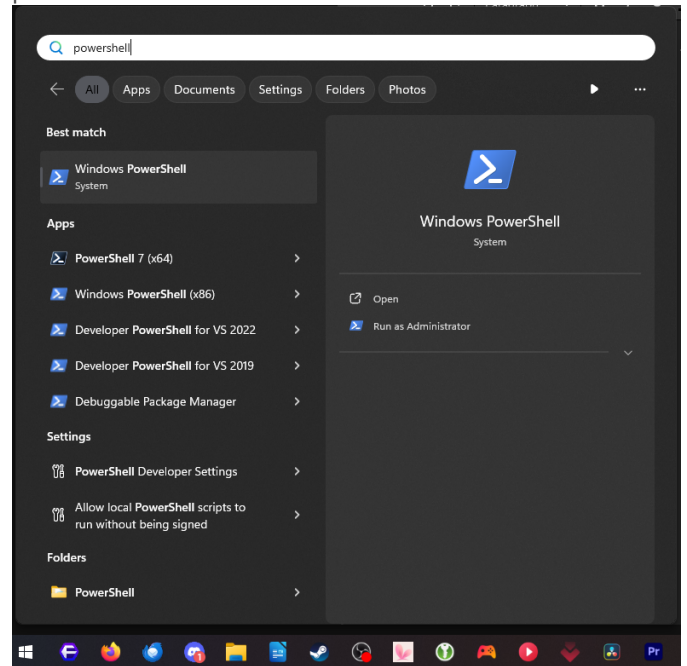 powershell
All
Apps
Documents
Settings
Folders
Photos
Best match
Windows PowerShell
System
Apps
PowerShell 7 (x64)
Windows PowerShell (x86)
Developer PowerShell for VS 2022
Developer PowerShell for VS 2019
Debuggable Package Manager
Settings
PowerShell Developer Settings
Allow local PowerShell scripts to
run without being signed
Folders
PowerShell
Windows PowerShell
System
Open
Run as Administrator
1
Pr